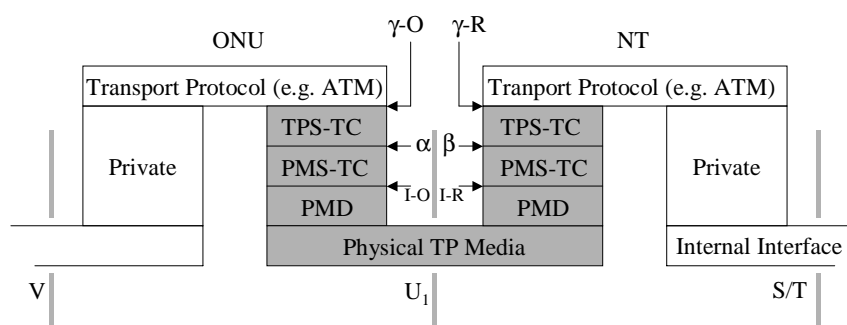 γ-O γ-R
ONU NT
Transport Protocol (e.g. ATM) Tranport Protocol (e.g. ATM)
TPS-TC TPS-TC
α β
Private PMS-TC PMS-TC Private
I-O I-R
PMD PMD
Physical TP Media Internal Interface
V U1 S/T